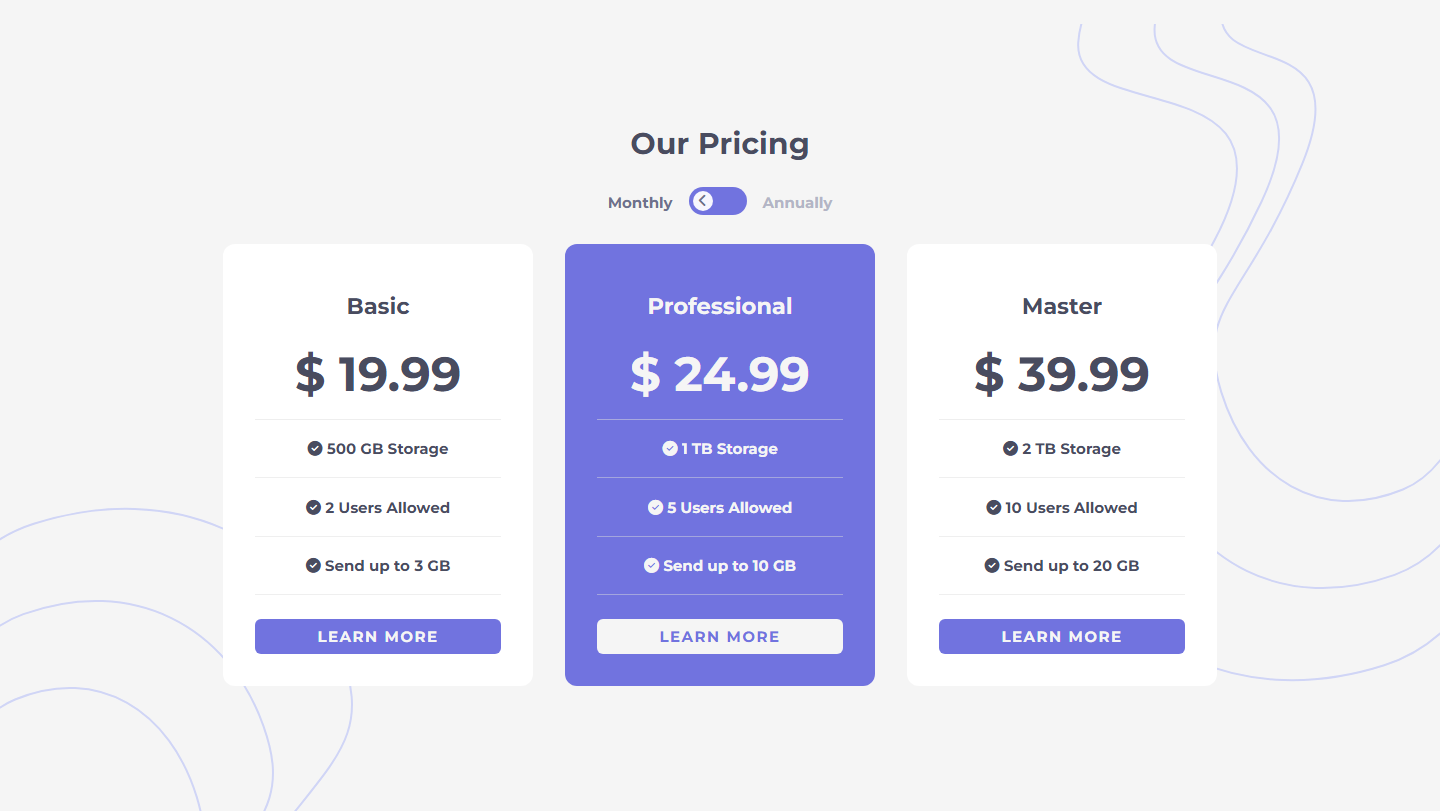 Our Pricing
Monthly Annually
Basic
$ 19.99
500 GB Storage
2 Users Allowed
Send up to 3 GB
LEARN MORE
Professional
$ 24.99
1 TB Storage
5 Users Allowed
Send up to 10 GB
LEARN MORE
Master
$ 39.99
2 TB Storage
10 Users Allowed
Send up to 20 GB
LEARN MORE